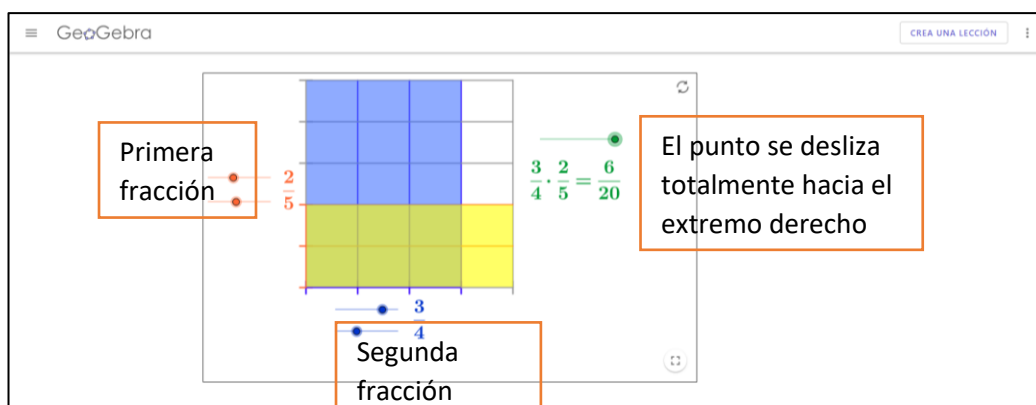 GeoGebra
CREA UNA LECCIÓN
Primera
fracción
2
5
3/4 · 2/5 = 6/20
El punto se desliza
totalmente hacia el
extremo derecho
3
4
Segunda
fracción